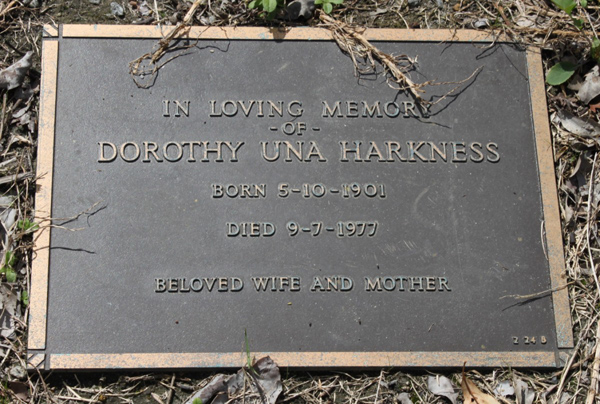 IN LOVING MEMORY
- OF -
DOROTHY UNA HARKNESS
BORN 5-10-1901
DIED 9-7-1977
BELOVED WIFE AND MOTHER
2 24 B